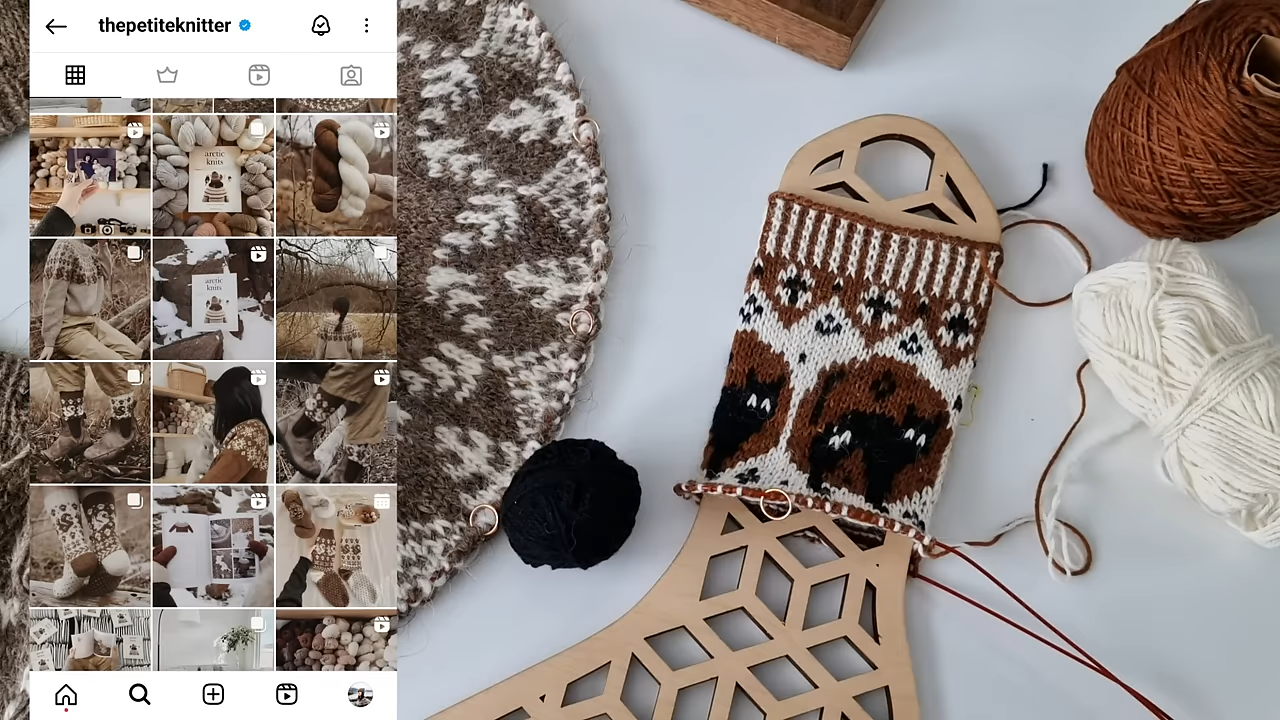 thepetiteknitter
arctic
knits
arctic
knits